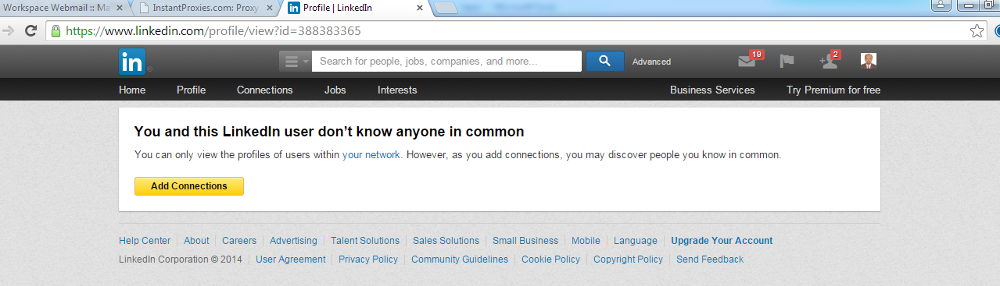 Workspace Webmail :: Ma
InstantProxies.com: Proxy
in Profile | LinkedIn
https://www.linkedin.com/profile/view?id=388383365
in ® Search for people, jobs, companies, and more... Advanced 19 2
Home Profile Connections Jobs Interests Business Services Try Premium for free
You and this LinkedIn user don’t know anyone in common
You can only view the profiles of users within your network. However, as you add connections, you may discover people you know in common.
Add Connections
Help Center About Careers Advertising Talent Solutions Sales Solutions Small Business Mobile Language Upgrade Your Account
LinkedIn Corporation © 2014 User Agreement Privacy Policy Community Guidelines Cookie Policy Copyright Policy Send Feedback